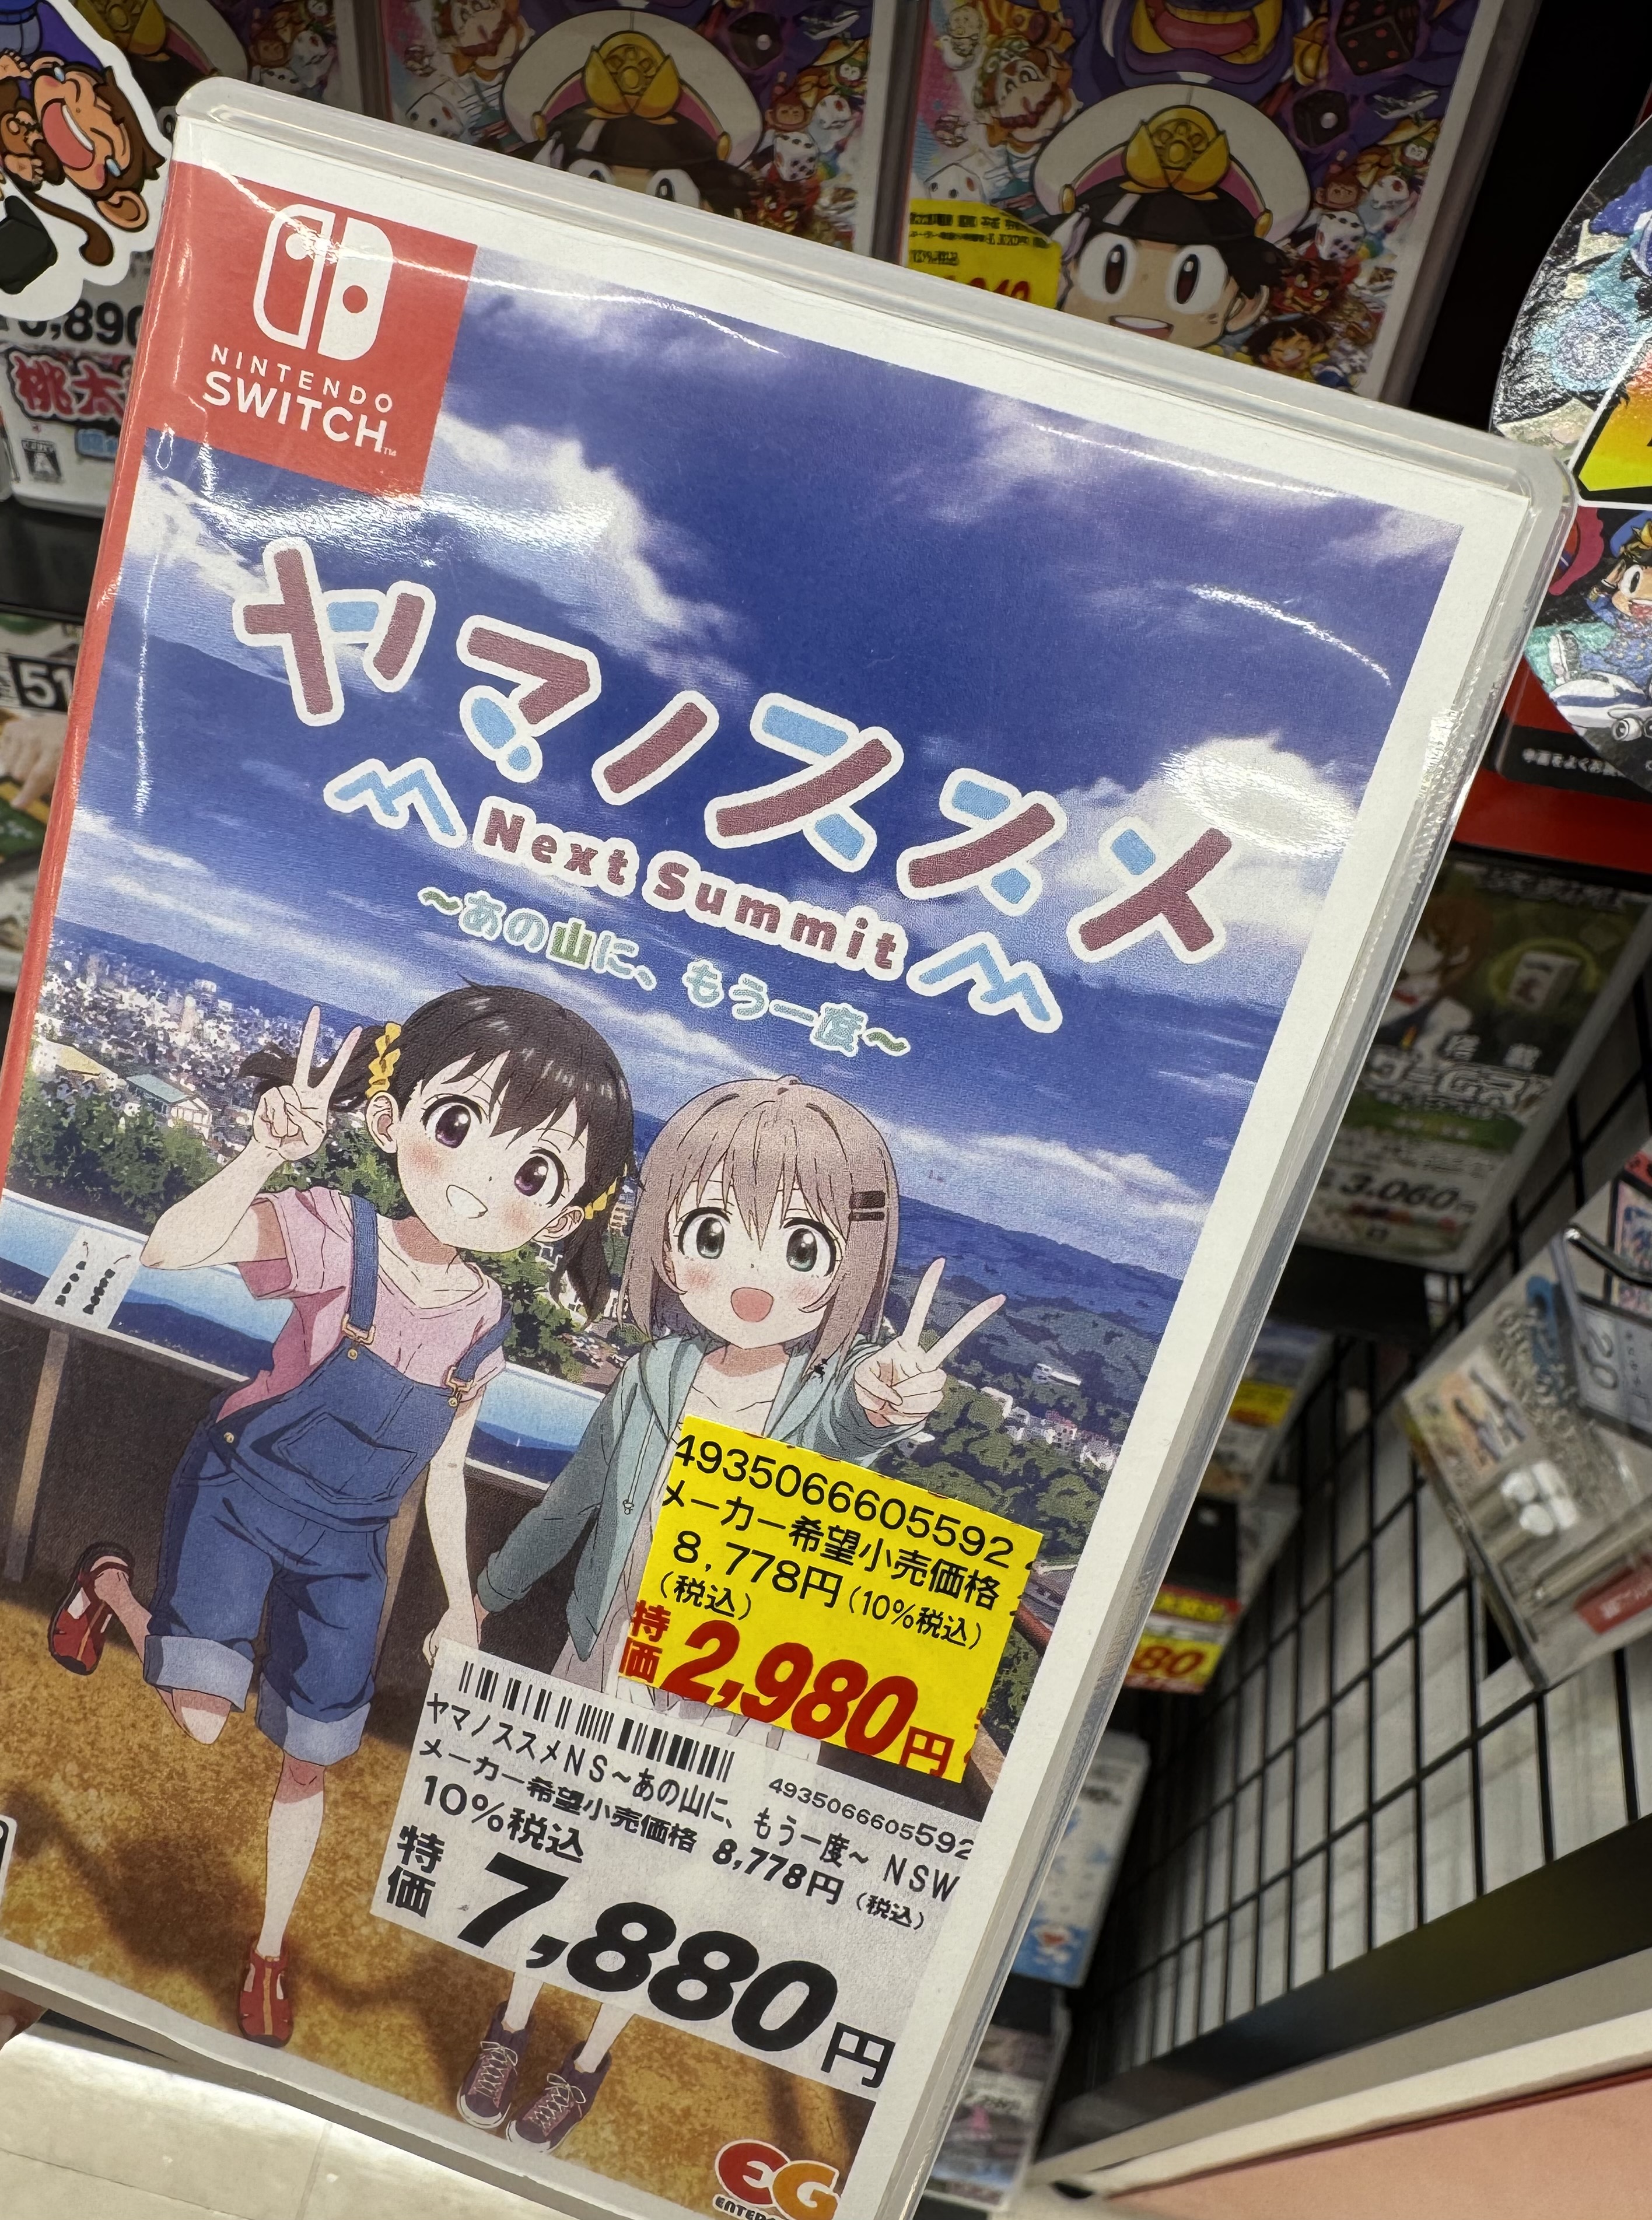 NINTENDO
SWITCH
ヤマノススメ
Next Summit
~あの山に、もう一度~
4935066605592
メーカー希望小売価格
8,778円(10%税込)
(税込)
特価 2,980円
4935066605592
ヤマノススメNS~あの山に、もう一度~ NSW
メーカー希望小売価格 8,778円(税込)
10%税込
特価 7,880円
EG
桃太
3,060円